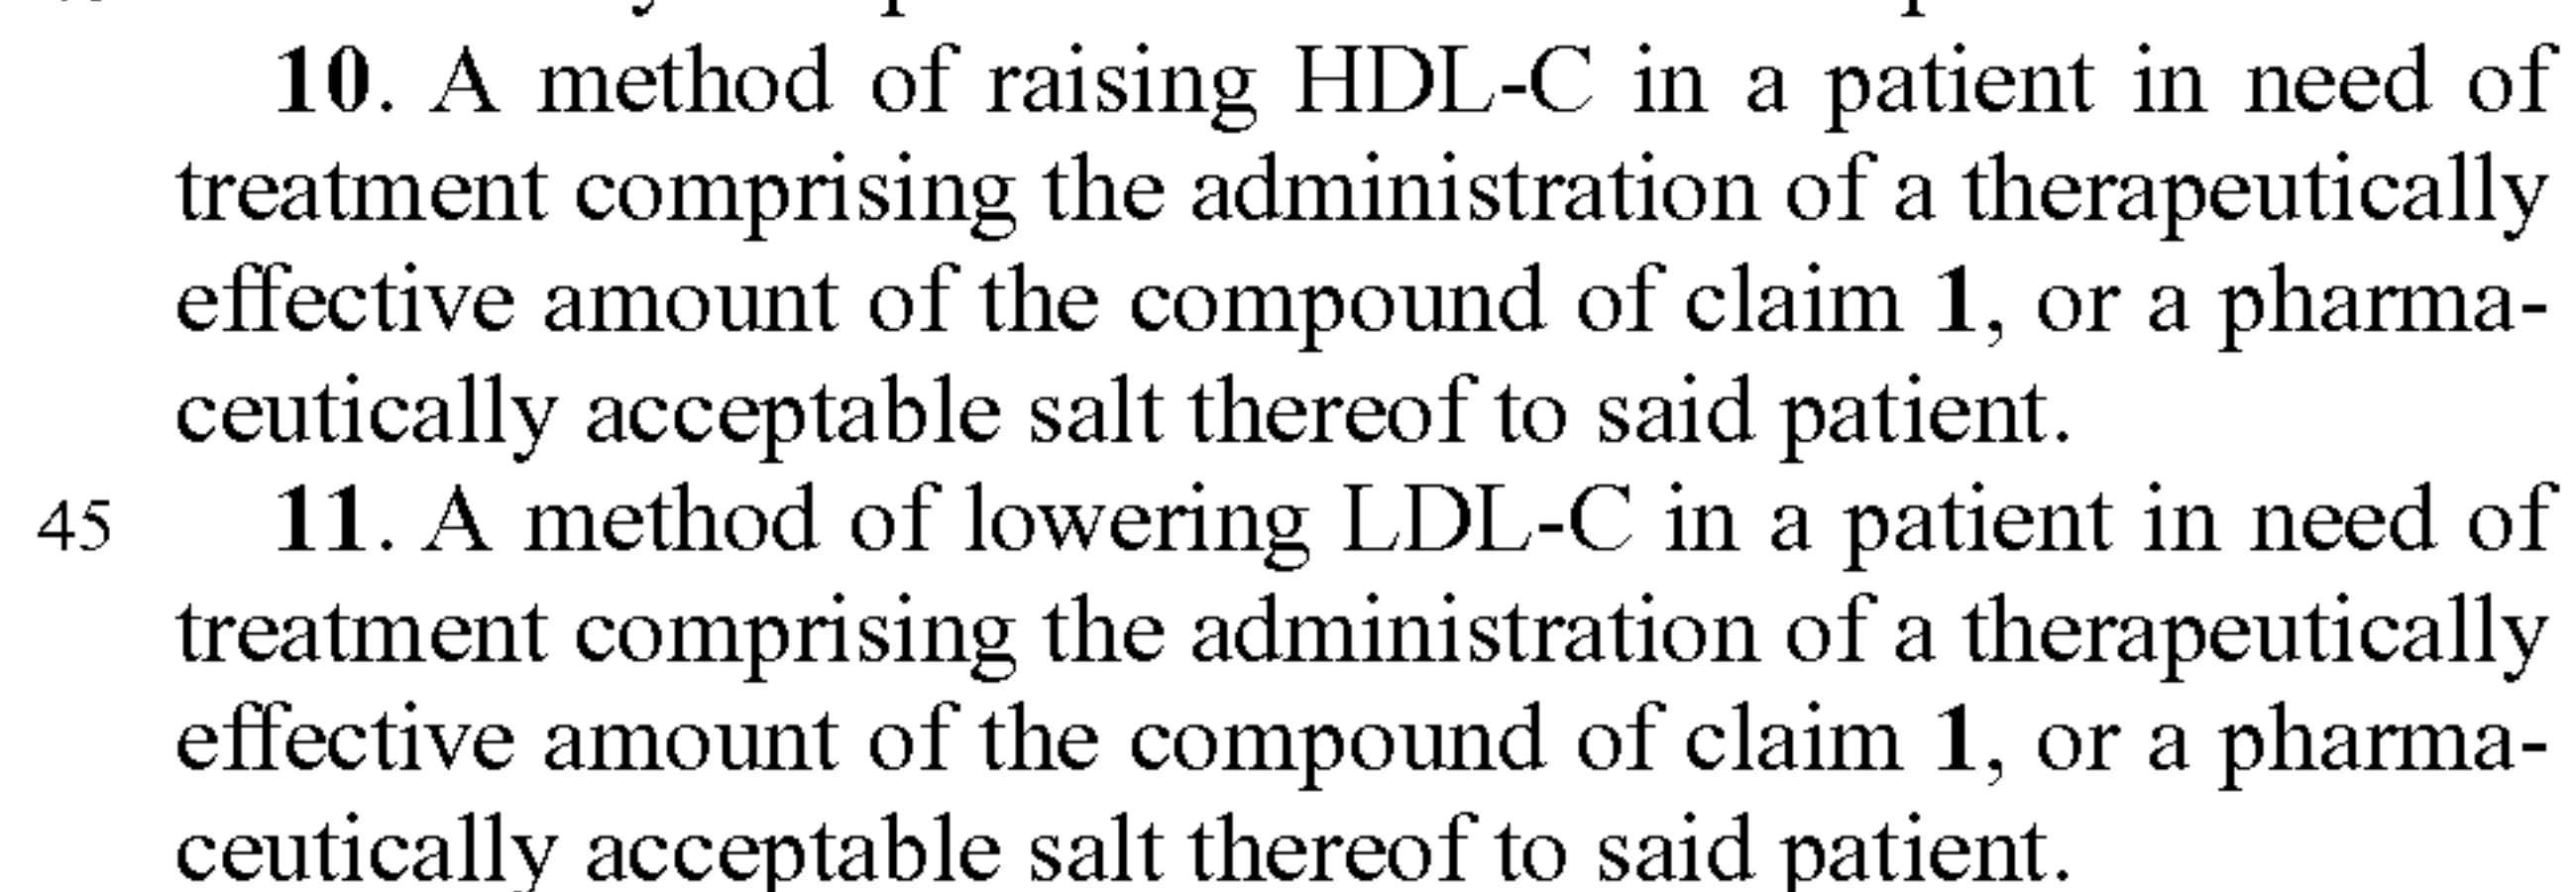 10. A method of raising HDL-C in a patient in need of
treatment comprising the administration of a therapeutically
effective amount of the compound of claim 1, or a pharma-
ceutically acceptable salt thereof to said patient.
45 11. A method of lowering LDL-C in a patient in need of
treatment comprising the administration of a therapeutically
effective amount of the compound of claim 1, or a pharma-
ceutically acceptable salt thereof to said patient.